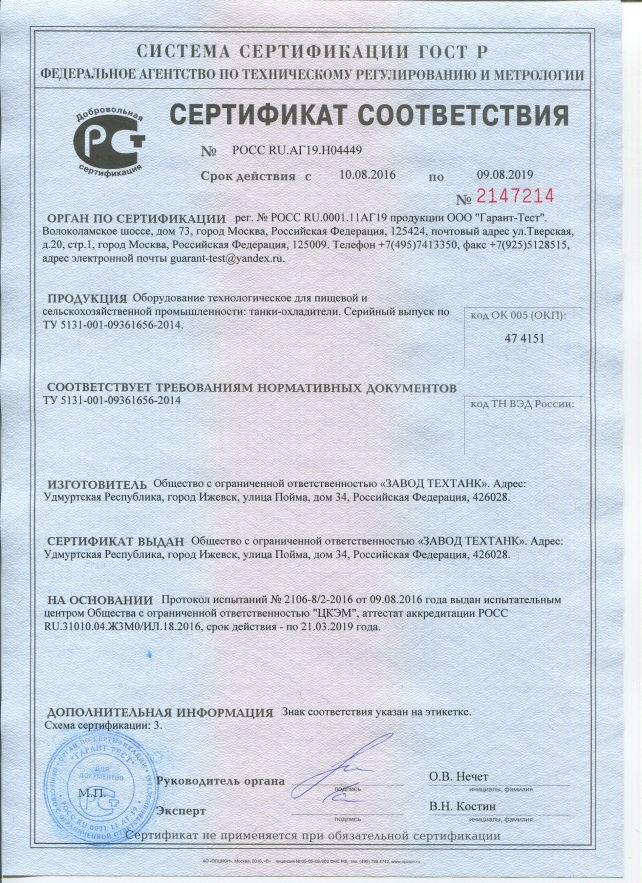 СИСТЕМА СЕРТИФИКАЦИИ ГОСТ Р
ФЕДЕРАЛЬНОЕ АГЕНТСТВО ПО ТЕХНИЧЕСКОМУ РЕГУЛИРОВАНИЮ И МЕТРОЛОГИИ
Добровольная
сертификация
СЕРТИФИКАТ СООТВЕТСТВИЯ
№ РОСС RU.АГ19.Н04449
Срок действия с 10.08.2016 по 09.08.2019
№ 2147214
ОРГАН ПО СЕРТИФИКАЦИИ рег. № РОСС RU.0001.11АГ19 продукции ООО "Гарант-Тест".
Волоколамское шоссе, дом 73, город Москва, Российская Федерация, 125424, почтовый адрес ул.Тверская,
д.20, стр.1, город Москва, Российская Федерация, 125009. Телефон +7(495)7413350, факс +7(925)5128515,
адрес электронной почты guarant-test@yandex.ru.
ПРОДУКЦИЯ Оборудование технологическое для пищевой и
сельскохозяйственной промышленности: танки-охладители. Серийный выпуск по
ТУ 5131-001-09361656-2014.
код ОК 005 (ОКП):
47 4151
СООТВЕТСТВУЕТ ТРЕБОВАНИЯМ НОРМАТИВНЫХ ДОКУМЕНТОВ
ТУ 5131-001-09361656-2014
код ТН ВЭД России:
ИЗГОТОВИТЕЛЬ Общество с ограниченной ответственностью «ЗАВОД ТЕХТАНК». Адрес:
Удмуртская Республика, город Ижевск, улица Пойма, дом 34, Российская Федерация, 426028.
СЕРТИФИКАТ ВЫДАН Общество с ограниченной ответственностью «ЗАВОД ТЕХТАНК». Адрес:
Удмуртская Республика, город Ижевск, улица Пойма, дом 34, Российская Федерация, 426028.
НА ОСНОВАНИИ Протокол испытаний № 2106-8/2-2016 от 09.08.2016 года выдан испытательным
центром Общества с ограниченной ответственностью "ЦКЭМ", аттестат аккредитации РОСС
RU.31010.04.ЖЗМ0/ИЛ.18.2016, срок действия - по 21.03.2019 года.
ДОПОЛНИТЕЛЬНАЯ ИНФОРМАЦИЯ Знак соответствия указан на этикетке.
Схема сертификации: 3.
"ГАРАНТ-ТЕСТ"
ДЛЯ
ДОКУМЕНТОВ
М.П.
Руководитель органа
подпись
О.В. Нечет
инициалы, фамилия
Эксперт
подпись
В.Н. Костин
инициалы, фамилия
Сертификат не применяется при обязательной сертификации